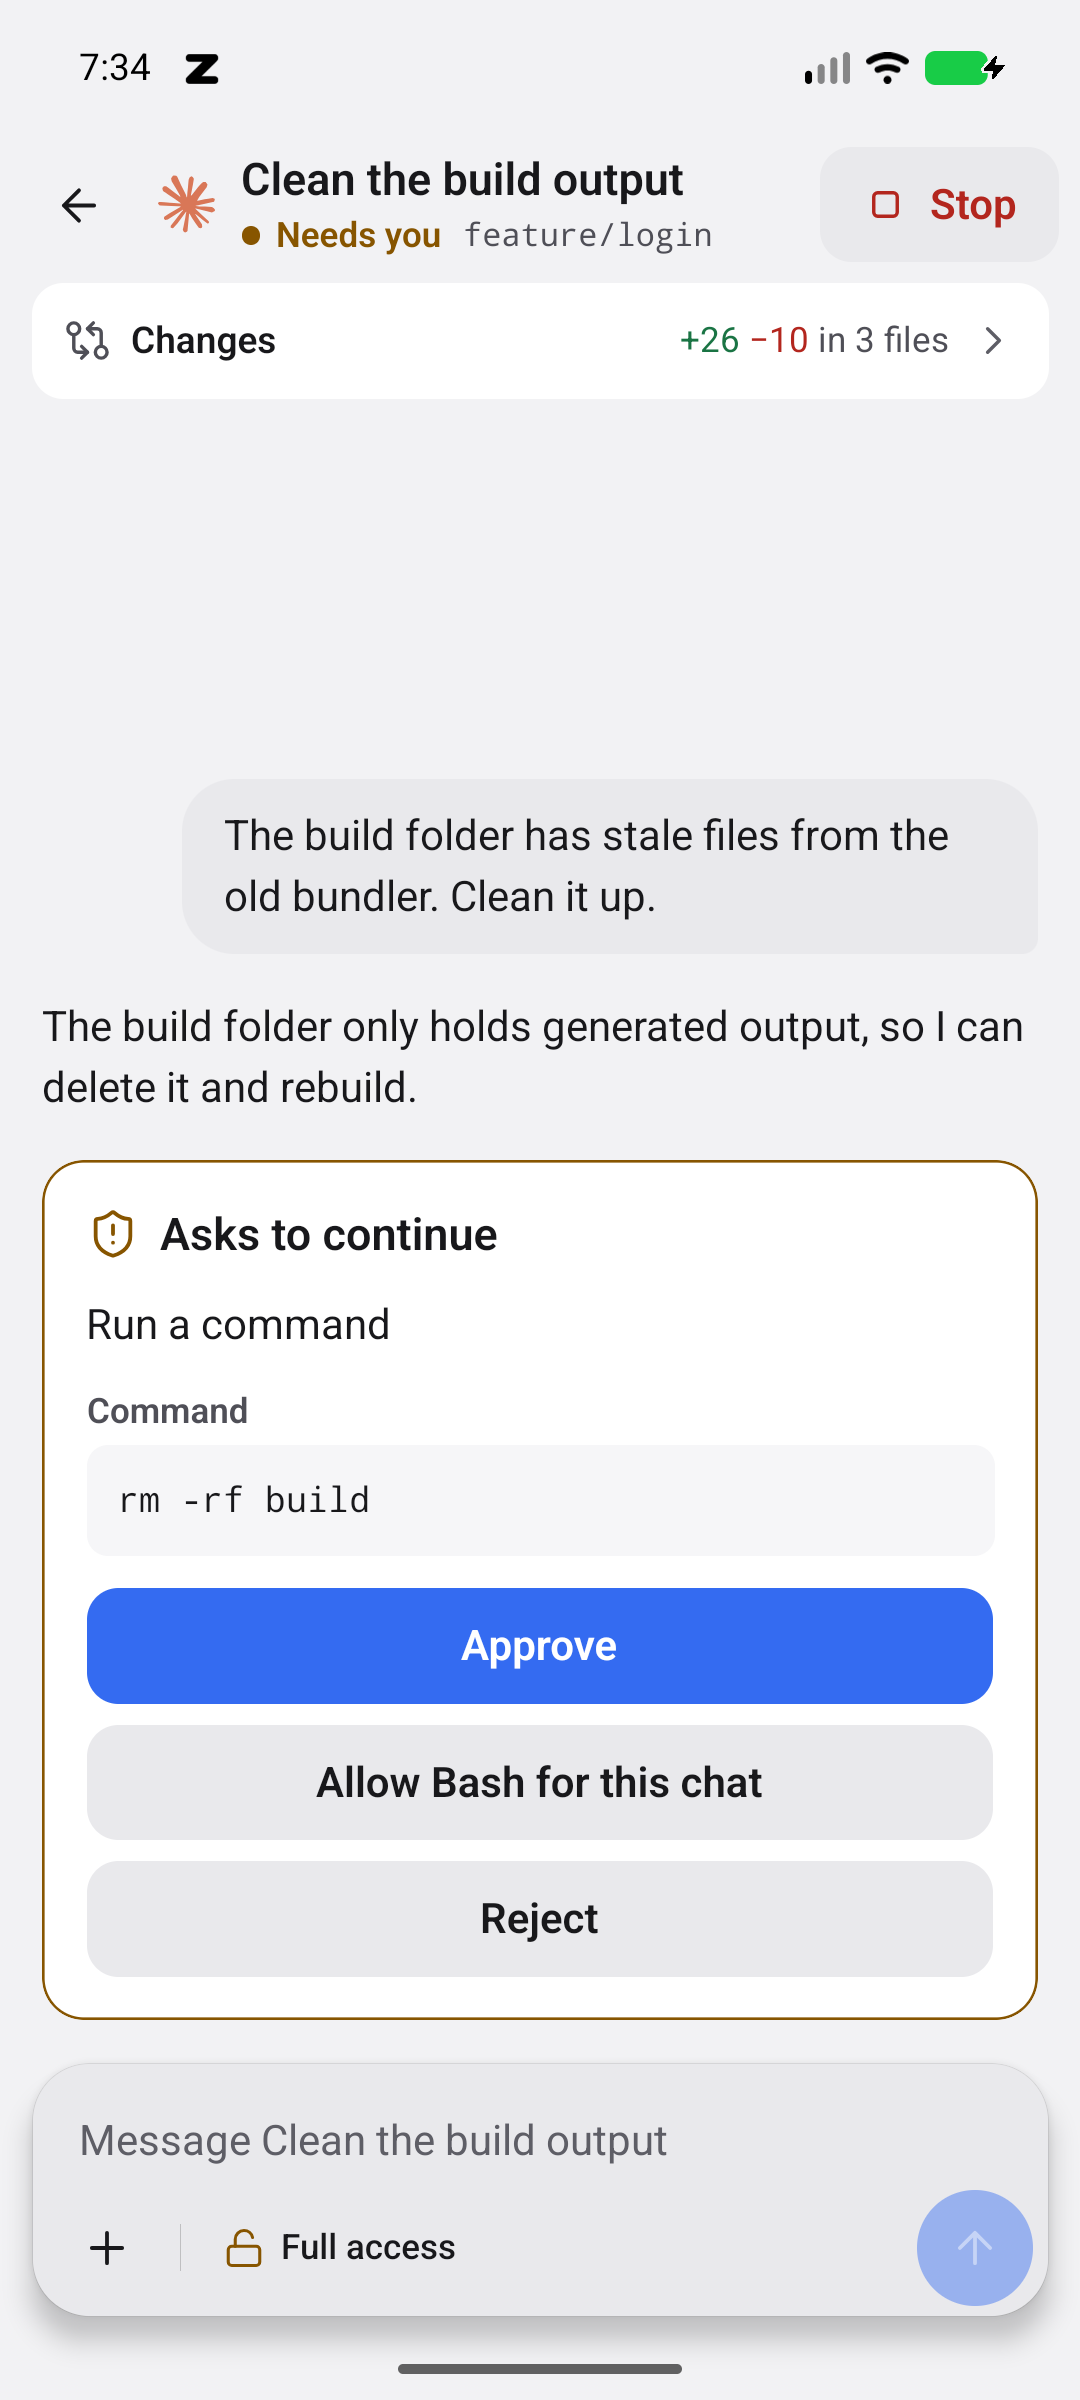 7:34
Clean the build output
Needs you feature/login
Stop
Changes
+26 −10 in 3 files
The build folder has stale files from the
old bundler. Clean it up.
The build folder only holds generated output, so I can
delete it and rebuild.
Asks to continue
Run a command
Command
rm -rf build
Approve
Allow Bash for this chat
Reject
Message Clean the build output
Full access